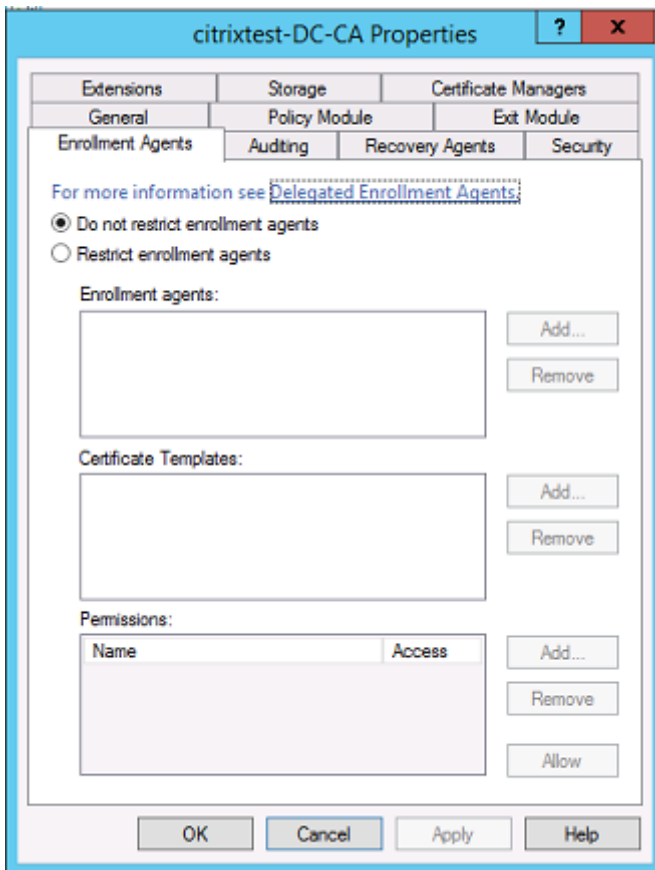 citrixtest-DC-CA Properties
?
x
Extensions
Storage
Certificate Managers
General
Policy Module
Exit Module
Enrollment Agents
Auditing
Recovery Agents
Security
For more information see Delegated Enrollment Agents.
Do not restrict enrollment agents
Restrict enrollment agents
Enrollment agents:
Add...
Remove
Certificate Templates:
Add...
Remove
Permissions:
Name
Access
Add...
Remove
Allow
OK
Cancel
Apply
Help